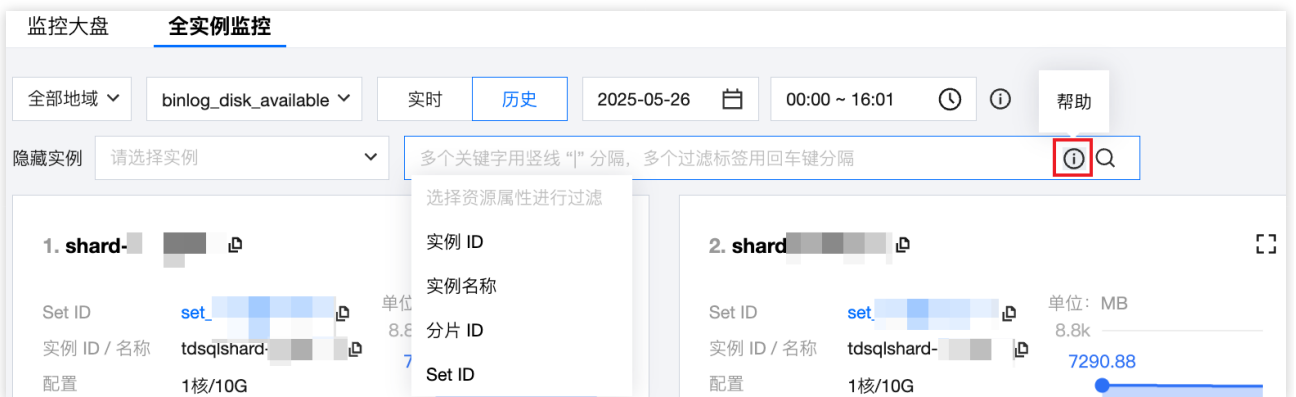 监控大盘 全实例监控
全部地域 binlog_disk_available 实时 历史 2025-05-26 00:00 ~ 16:01 帮助
隐藏实例 请选择实例 多个关键字用竖线 “|” 分隔，多个过滤标签用回车键分隔
选择资源属性进行过滤
实例 ID
实例名称
分片 ID
Set ID
1. shard-
Set ID set_
实例 ID / 名称 tdsqlshard-
配置 1核/10G
单位
8.8
7
2. shard
Set ID set_
实例 ID / 名称 tdsqlshard-
配置 1核/10G
单位：MB
8.8k
7290.88